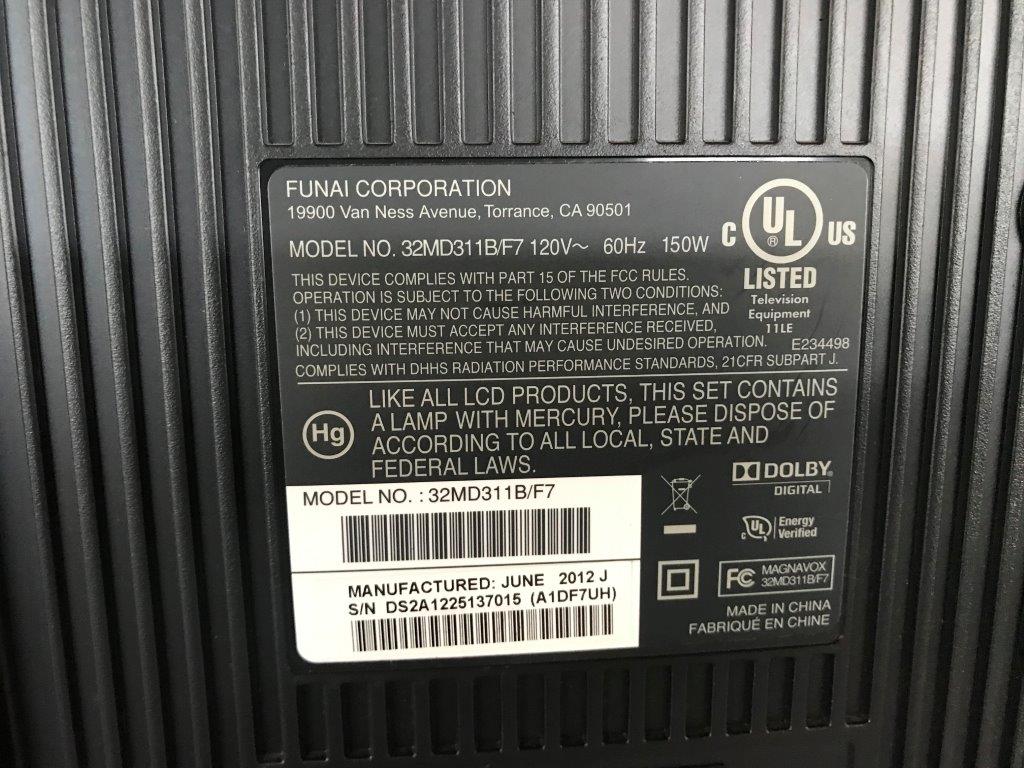 FUNAI CORPORATION
19900 Van Ness Avenue, Torrance, CA 90501
MODEL NO. 32MD311B/F7 120V~ 60Hz 150W
C UL ® US
LISTED
Television
Equipment
11LE
E234498
THIS DEVICE COMPLIES WITH PART 15 OF THE FCC RULES.
OPERATION IS SUBJECT TO THE FOLLOWING TWO CONDITIONS:
(1) THIS DEVICE MAY NOT CAUSE HARMFUL INTERFERENCE, AND
(2) THIS DEVICE MUST ACCEPT ANY INTERFERENCE RECEIVED,
INCLUDING INTERFERENCE THAT MAY CAUSE UNDESIRED OPERATION.
COMPLIES WITH DHHS RADIATION PERFORMANCE STANDARDS, 21CFR SUBPART J.
Hg
LIKE ALL LCD PRODUCTS, THIS SET CONTAINS
A LAMP WITH MERCURY, PLEASE DISPOSE OF
ACCORDING TO ALL LOCAL, STATE AND
FEDERAL LAWS.
MODEL NO. : 32MD311B/F7
MANUFACTURED: JUNE 2012 J
S/N DS2A1225137015 (A1DF7UH)
DOLBY
DIGITAL
C UL US
Energy
Verified
FC MAGNAVOX
32MD311B/F7
MADE IN CHINA
FABRIQUÉ EN CHINE